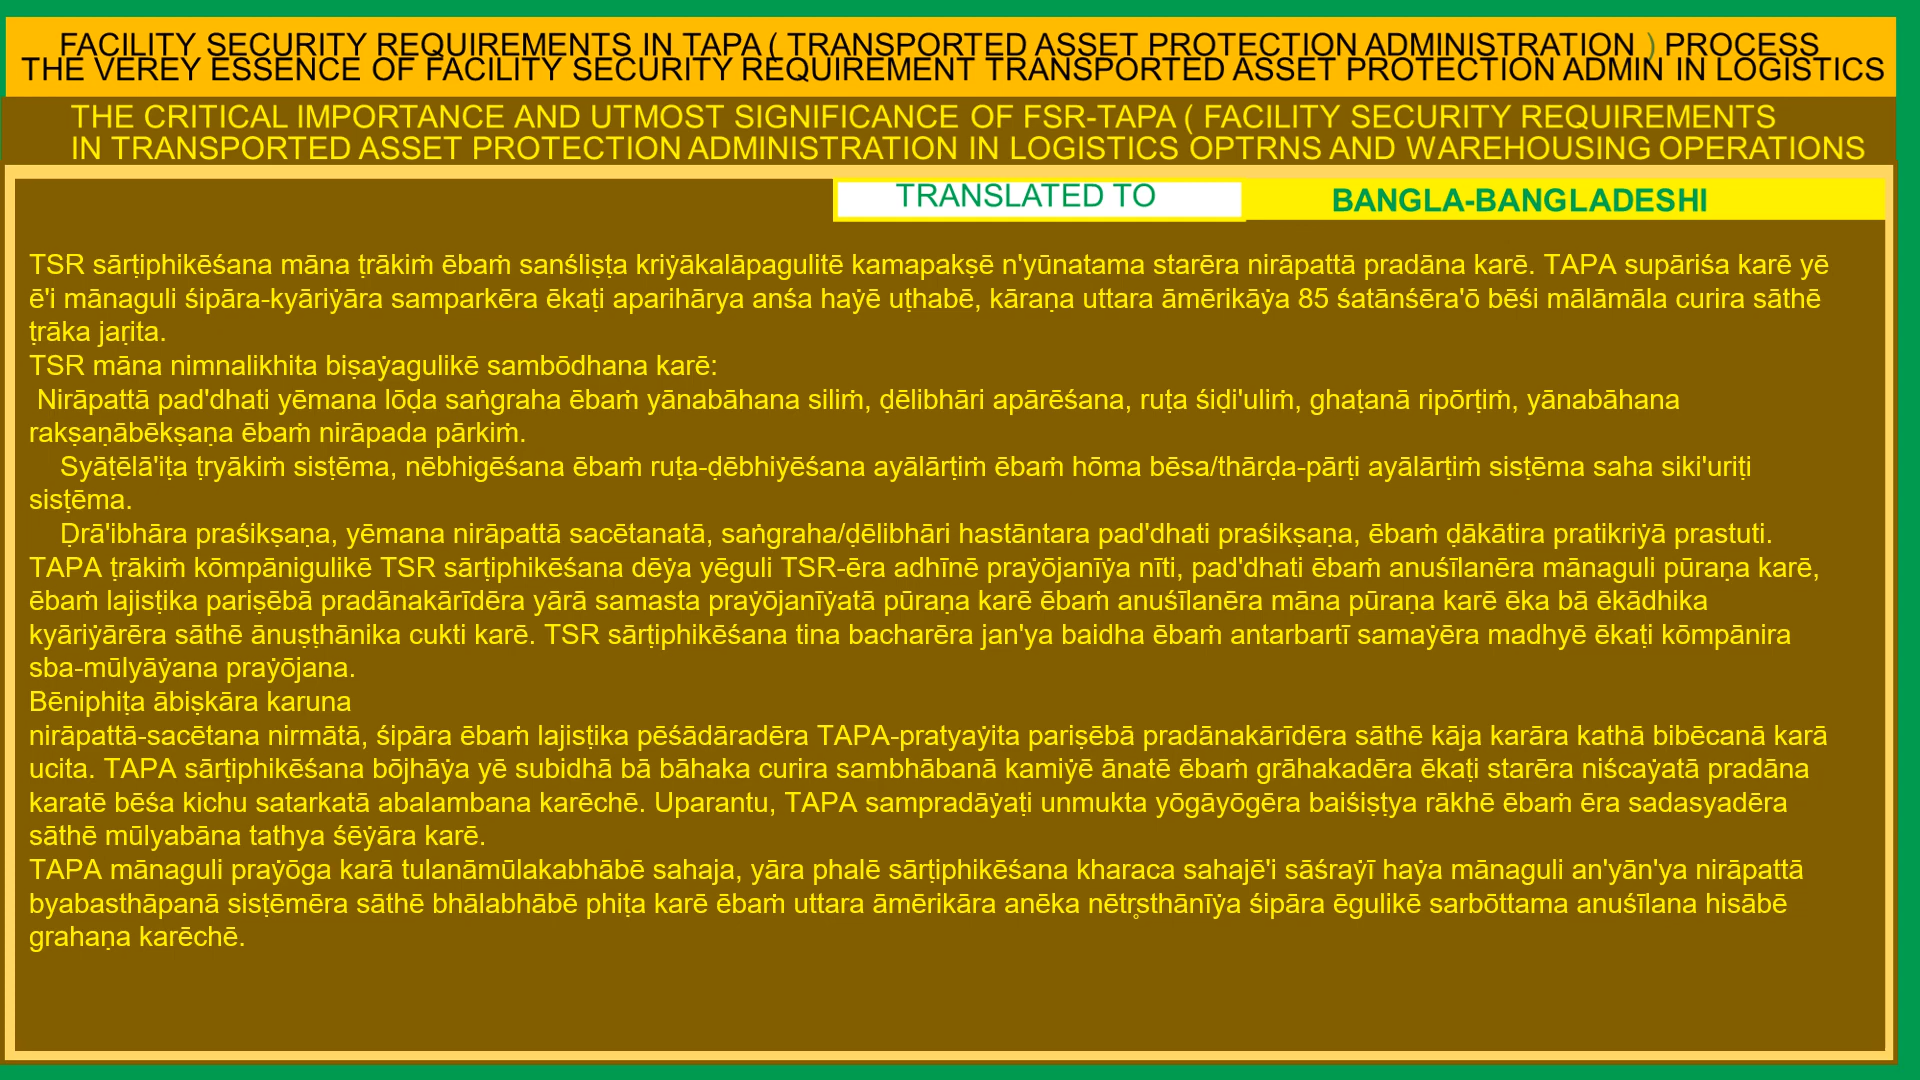 FACILITY SECURITY REQUIREMENTS IN TAPA ( TRANSPORTED ASSET PROTECTION ADMINISTRATION ) PROCESS
THE VEREY ESSENCE OF FACILITY SECURITY REQUIREMENT TRANSPORTED ASSET PROTECTION ADMIN IN LOGISTICS
THE CRITICAL IMPORTANCE AND UTMOST SIGNIFICANCE OF FSR-TAPA ( FACILITY SECURITY REQUIREMENTS
IN TRANSPORTED ASSET PROTECTION ADMINISTRATION IN LOGISTICS OPTRNS AND WAREHOUSING OPERATIONS
TRANSLATED TO
BANGLA-BANGLADESHI
TSR sārṭiphikēśana māna ṭrākiṁ ēbaṁ sanśliṣṭa kriẏākalāpagulitē kamapakṣē n'yūnatama starēra nirāpattā pradāna karē. TAPA supāriśa karē yē
ē'i mānaguli śipāra-kyāriẏāra samparkēra ēkaṭi aparihārya anśa haẏē uṭhabē, kāraṇa uttara āmērikāẏa 85 śatānśēra'ō bēśi mālāmāla curira sāthē
ṭrāka jaṛita.
TSR māna nimnalikhita biṣaẏagulikē sambōdhana karē:
Nirāpattā pad'dhati yēmana lōḍa saṅgraha ēbaṁ yānabāhana siliṁ, ḍēlibhāri apārēśana, ruṭa śiḍi'uliṁ, ghaṭanā ripōrṭiṁ, yānabāhana
rakṣaṇābēkṣaṇa ēbaṁ nirāpada pārkiṁ.
Syāṭēlā'iṭa ṭryākiṁ sisṭēma, nēbhigēśana ēbaṁ ruṭa-ḍēbhiẏēśana ayālārṭiṁ ēbaṁ hōma bēsa/thārḍa-pārṭi ayālārṭiṁ sisṭēma saha siki'uriṭi
sisṭēma.
Ḍrā'ibhāra praśikṣaṇa, yēmana nirāpattā sacētanatā, saṅgraha/ḍēlibhāri hastāntara pad'dhati praśikṣaṇa, ēbaṁ ḍākātira pratikriẏā prastuti.
TAPA ṭrākiṁ kōmpānigulikē TSR sārṭiphikēśana dēẏa yēguli TSR-ēra adhīnē praẏōjanīẏa nīti, pad'dhati ēbaṁ anuśīlanēra mānaguli pūraṇa karē,
ēbaṁ lajisṭika pariṣēbā pradānakārīdēra yārā samasta praẏōjanīẏatā pūraṇa karē ēbaṁ anuśīlanēra māna pūraṇa karē ēka bā ēkādhika
kyāriẏārēra sāthē ānuṣṭhānika cukti karē. TSR sārṭiphikēśana tina bacharēra jan'ya baidha ēbaṁ antarbartī samaẏēra madhyē ēkaṭi kōmpānira
sba-mūlyāẏana praẏōjana.
Bēniphiṭa ābiṣkāra karuna
nirāpattā-sacētana nirmātā, śipāra ēbaṁ lajisṭika pēśādāradēra TAPA-pratyaẏita pariṣēbā pradānakārīdēra sāthē kāja karāra kathā bibēcanā karā
ucita. TAPA sārṭiphikēśana bōjhāẏa yē subidhā bā bāhaka curira sambhābanā kamiẏē ānatē ēbaṁ grāhakadēra ēkaṭi starēra niścaẏatā pradāna
karatē bēśa kichu satarkatā abalambana karēchē. Uparantu, TAPA sampradāẏaṭi unmukta yōgāyōgēra baiśiṣṭya rākhē ēbaṁ ēra sadasyadēra
sāthē mūlyabāna tathya śēẏāra karē.
TAPA mānaguli praẏōga karā tulanāmūlakabhābē sahaja, yāra phalē sārṭiphikēśana kharaca sahajē'i sāśraẏī haẏa mānaguli an'yān'ya nirāpattā
byabasthāpanā sisṭēmēra sāthē bhālabhābē phiṭa karē ēbaṁ uttara āmērikāra anēka nētr̥sthānīẏa śipāra ēgulikē sarbōttama anuśīlana hisābē
grahaṇa karēchē.